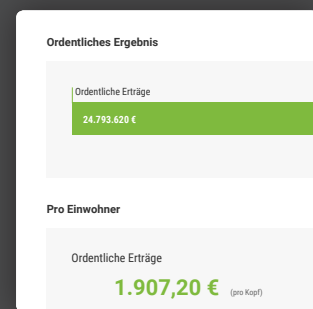 Ordentliches Ergebnis
Ordentliche Erträge
24.793.620 €
Pro Einwohner
Ordentliche Erträge
1.907,20 € (pro Kopf)